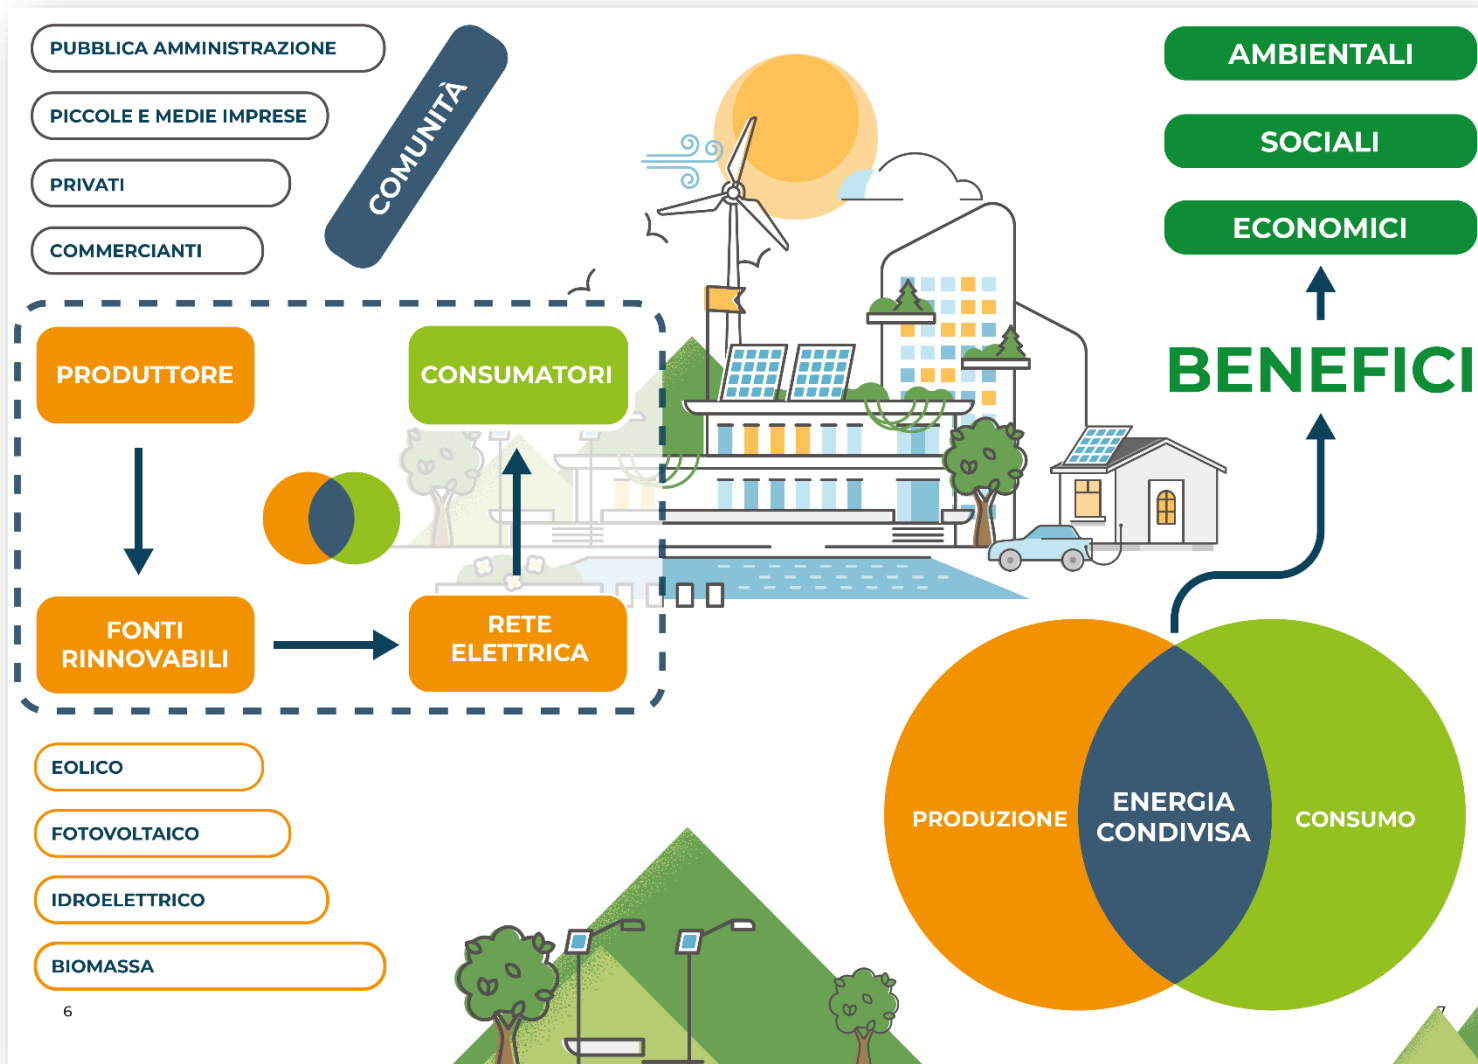 PUBBLICA AMMINISTRAZIONE
PICCOLE E MEDIE IMPRESE
PRIVATI
COMMERCIANTI
COMUNITÀ
PRODUTTORE
CONSUMATORI
FONTI
RINNOVABILI
RETE
ELETTRICA
EOLICO
FOTOVOLTAICO
IDROELETTRICO
BIOMASSA
6
AMBIENTALI
SOCIALI
ECONOMICI
BENEFICI
PRODUZIONE
ENERGIA
CONDIVISA
CONSUMO
7